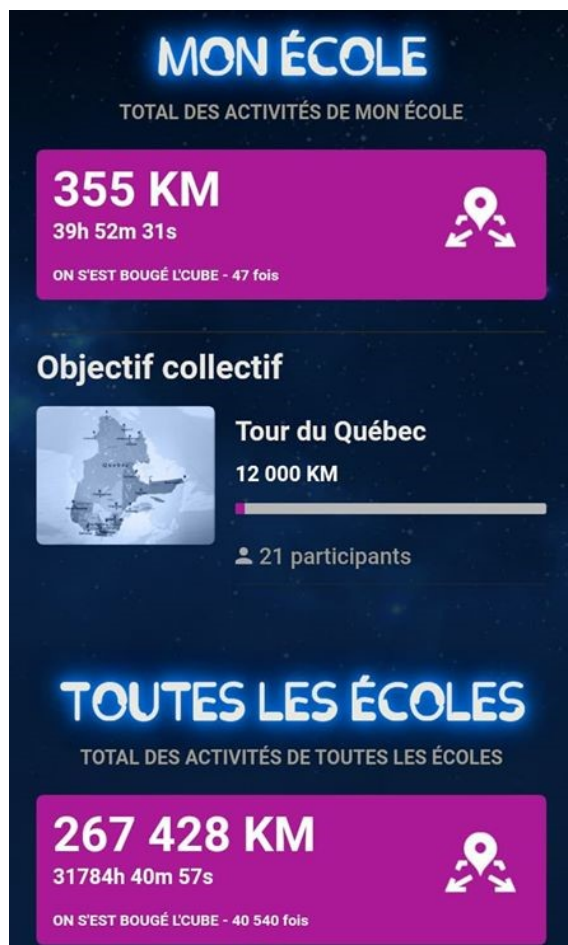 MON ÉCOLE
TOTAL DES ACTIVITÉS DE MON ÉCOLE
355 KM
39h 52m 31s
ON S'EST BOUGÉ L'CUBE - 47 fois
Objectif collectif
Québec
Tour du Québec
12 000 KM
21 participants
TOUTES LES ÉCOLES
TOTAL DES ACTIVITÉS DE TOUTES LES ÉCOLES
267 428 KM
31784h 40m 57s
ON S'EST BOUGÉ L'CUBE - 40 540 fois